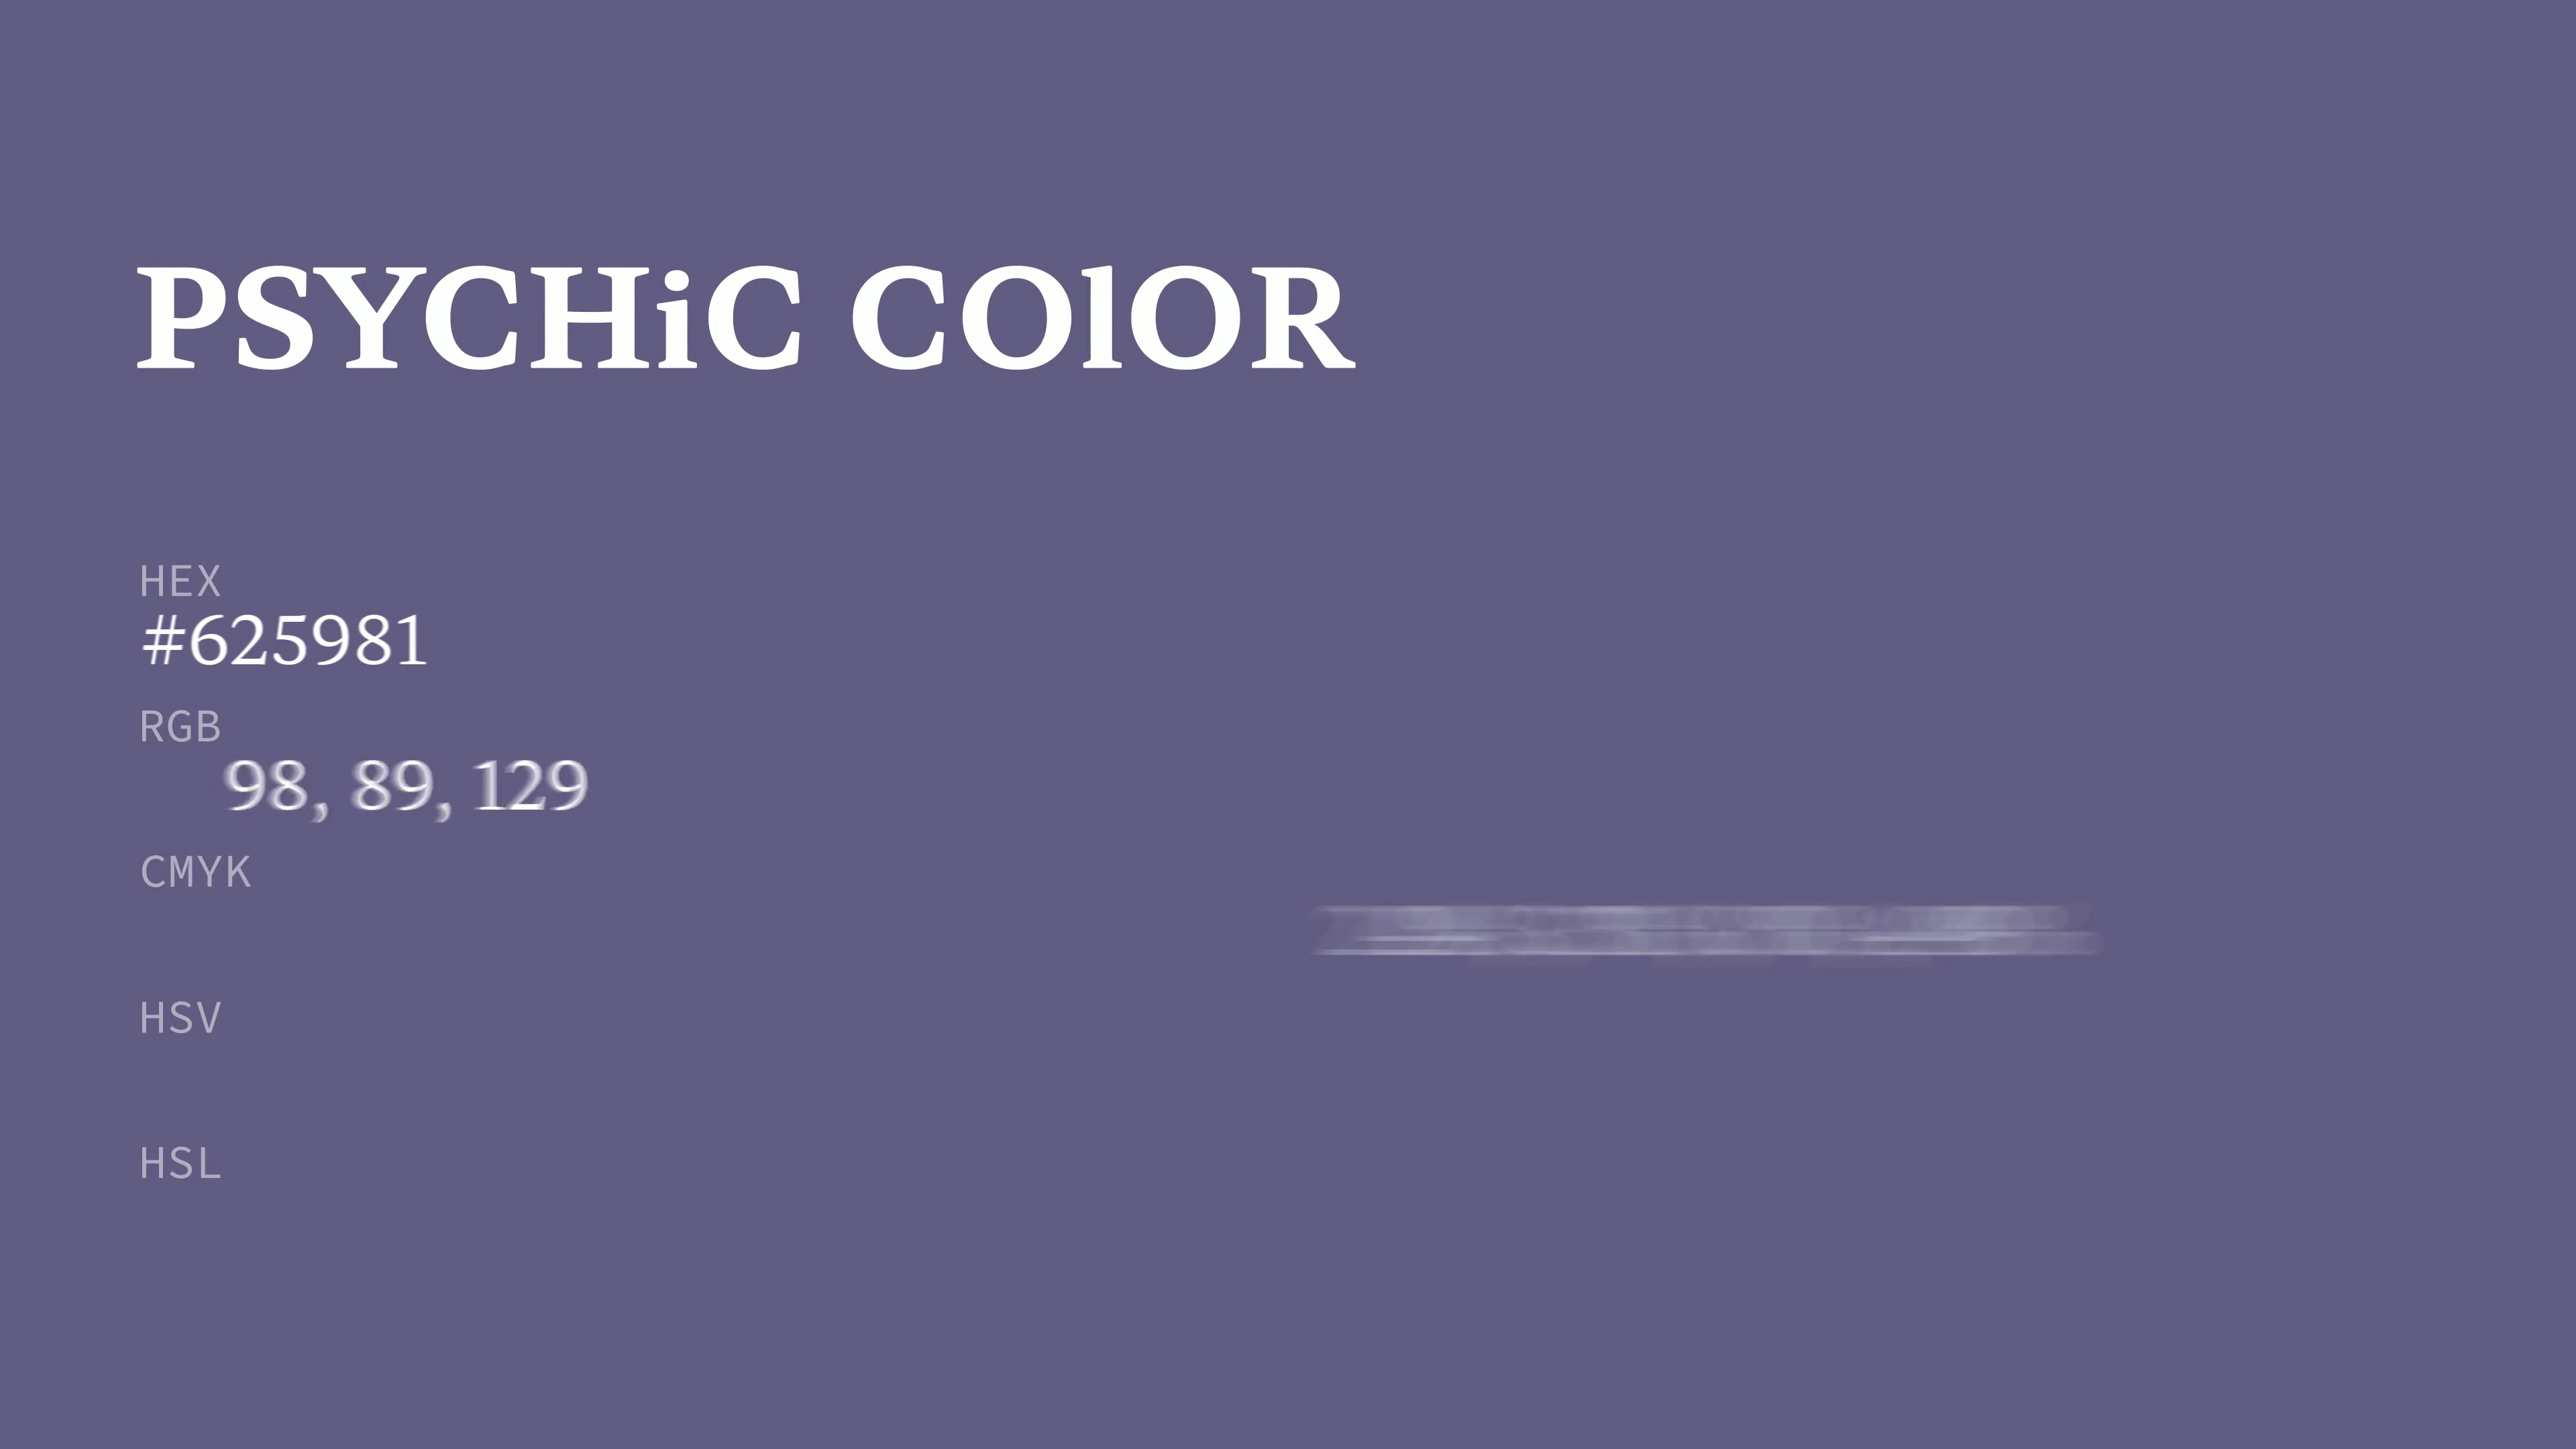 PSYCHiC COlOR
HEX
#625981
RGB
98, 89, 129
CMYK
HSV
HSL